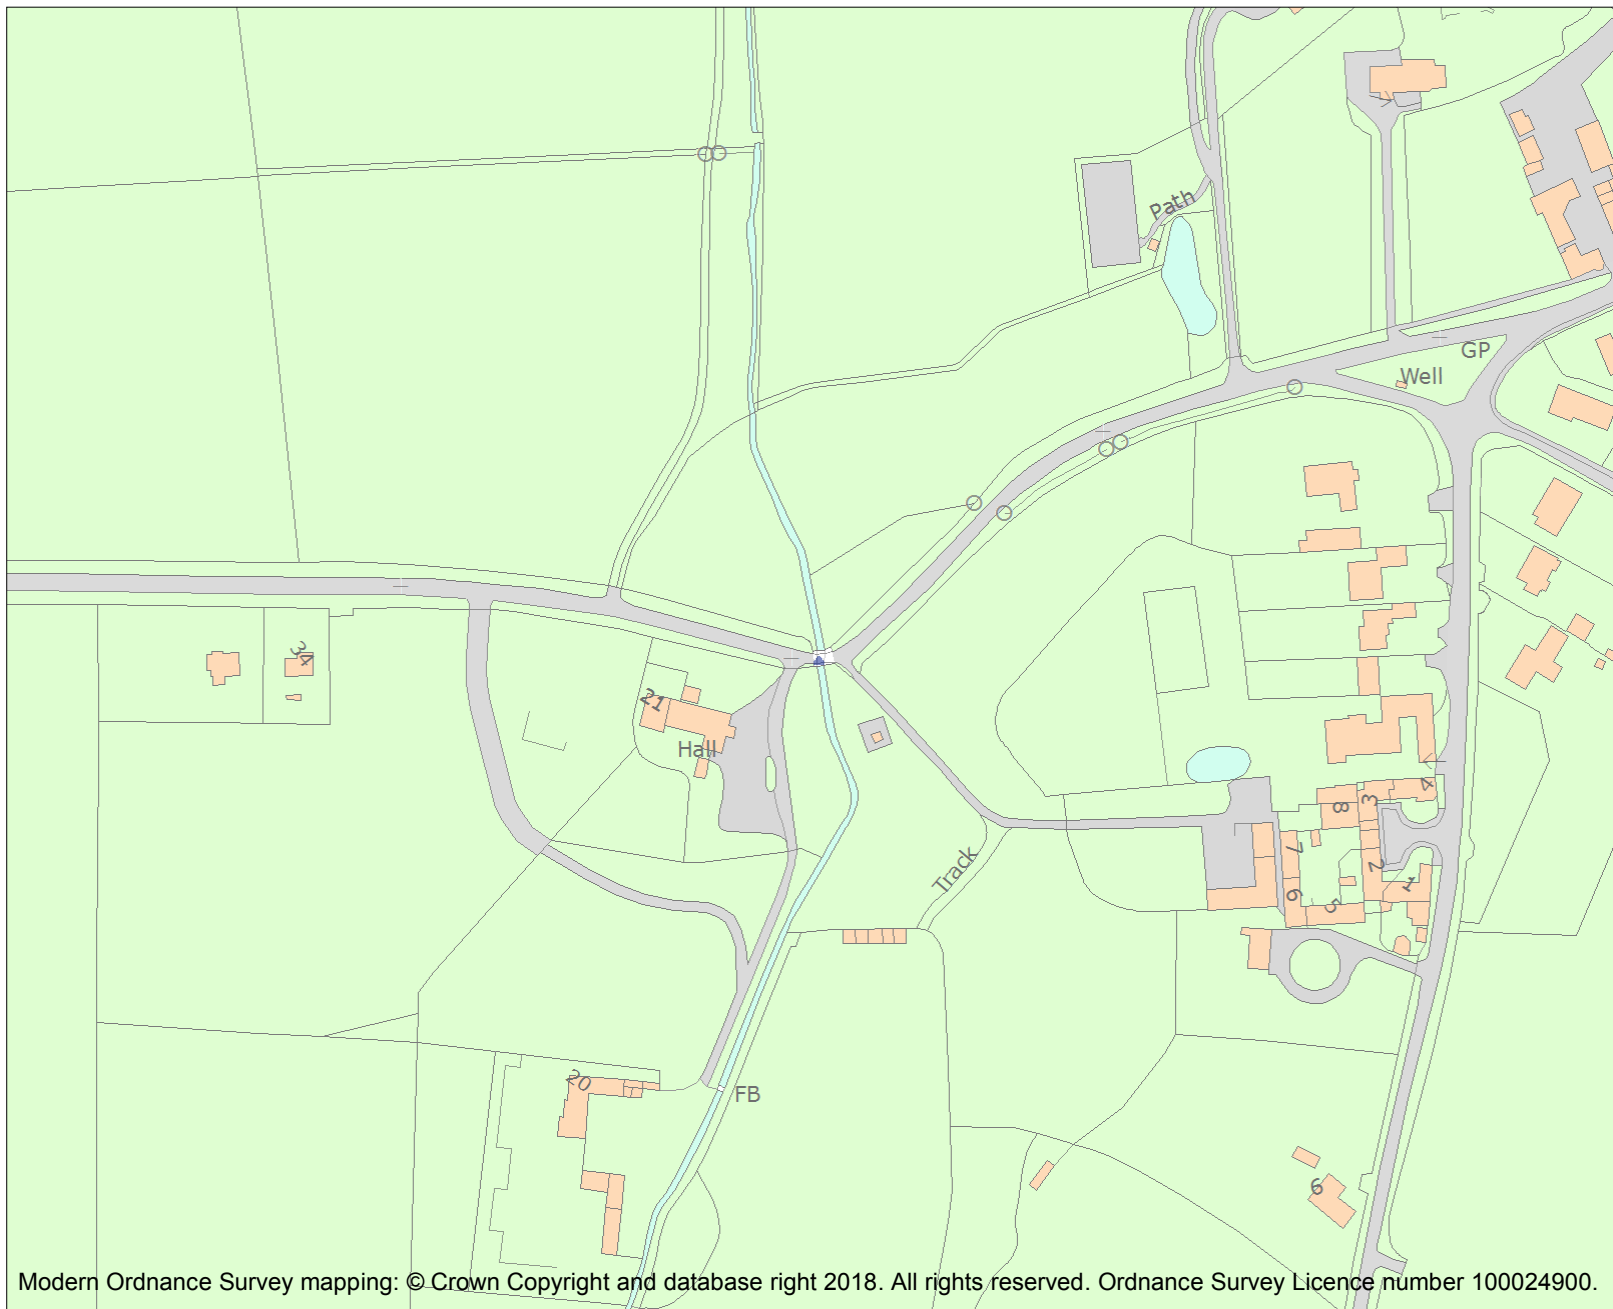 Path
GP
Well
34
21
Hall
4
3
8
7
2
1
6
5
Track
20
FB
6
Modern Ordnance Survey mapping: © Crown Copyright and database right 2018. All rights reserved. Ordnance Survey Licence number 100024900.